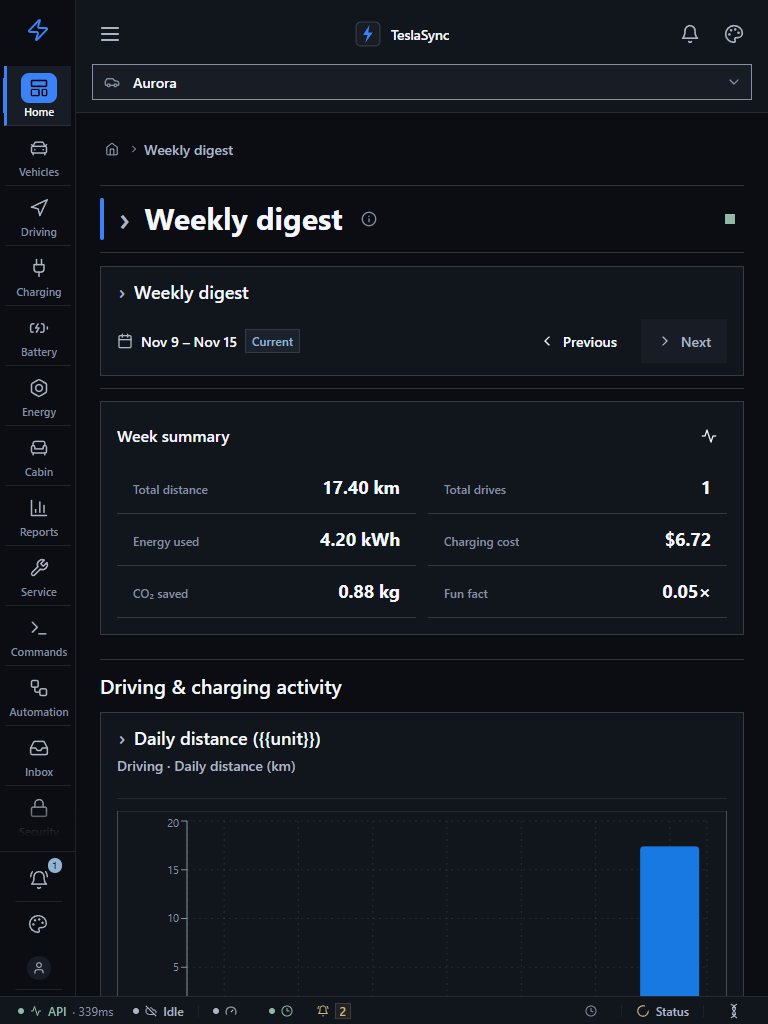 TeslaSync
Aurora
Home
Vehicles
Driving
Charging
Battery
Energy
Cabin
Reports
Service
Commands
Automation
Inbox
Security
1
Weekly digest
Weekly digest
Weekly digest
Nov 9 – Nov 15 Current Previous Next
Week summary
Total distance 17.40 km Total drives 1
Energy used 4.20 kWh Charging cost $6.72
CO₂ saved 0.88 kg Fun fact 0.05×
Driving & charging activity
Daily distance ({{unit}})
Driving · Daily distance (km)
20
15
10
5
API · 339ms Idle 2 Status